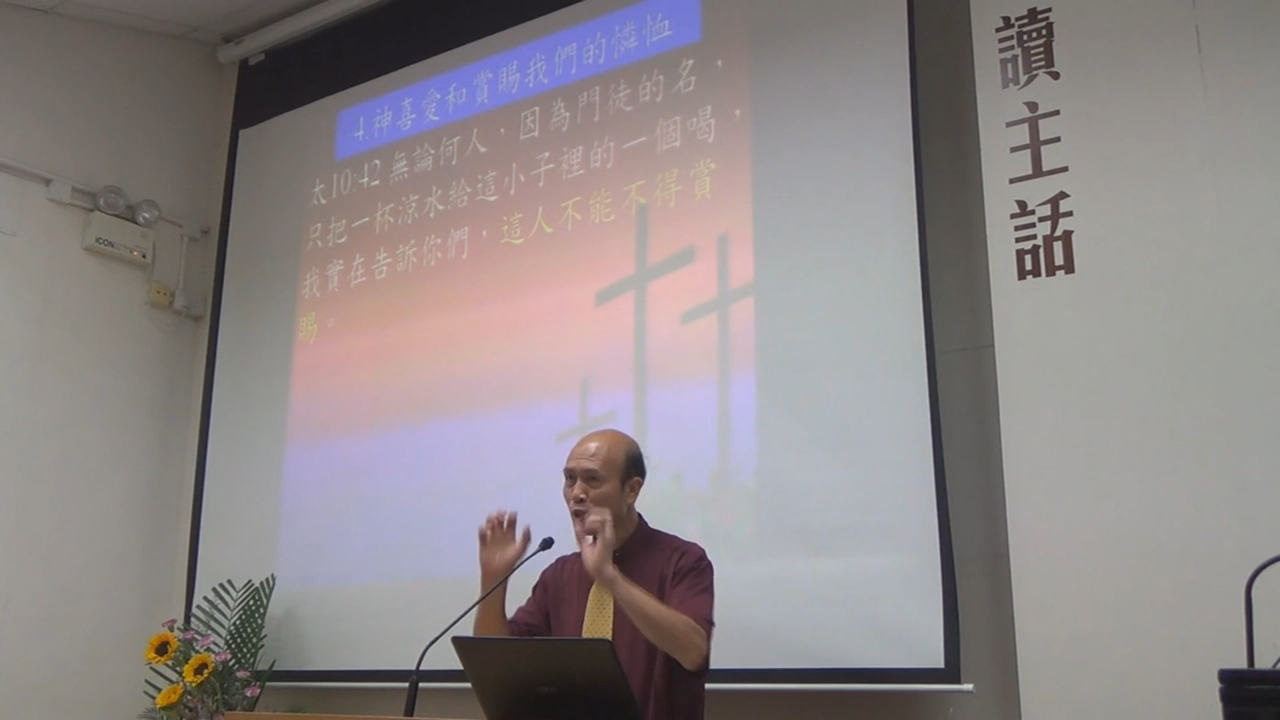 4.神喜愛和賞賜我們的憐恤
太10:42 無論何人，因為門徒的名，
只把一杯涼水給這小子裡的一個喝，
我實在告訴你們，這人不能不得賞
賜。
讀主話
ICON